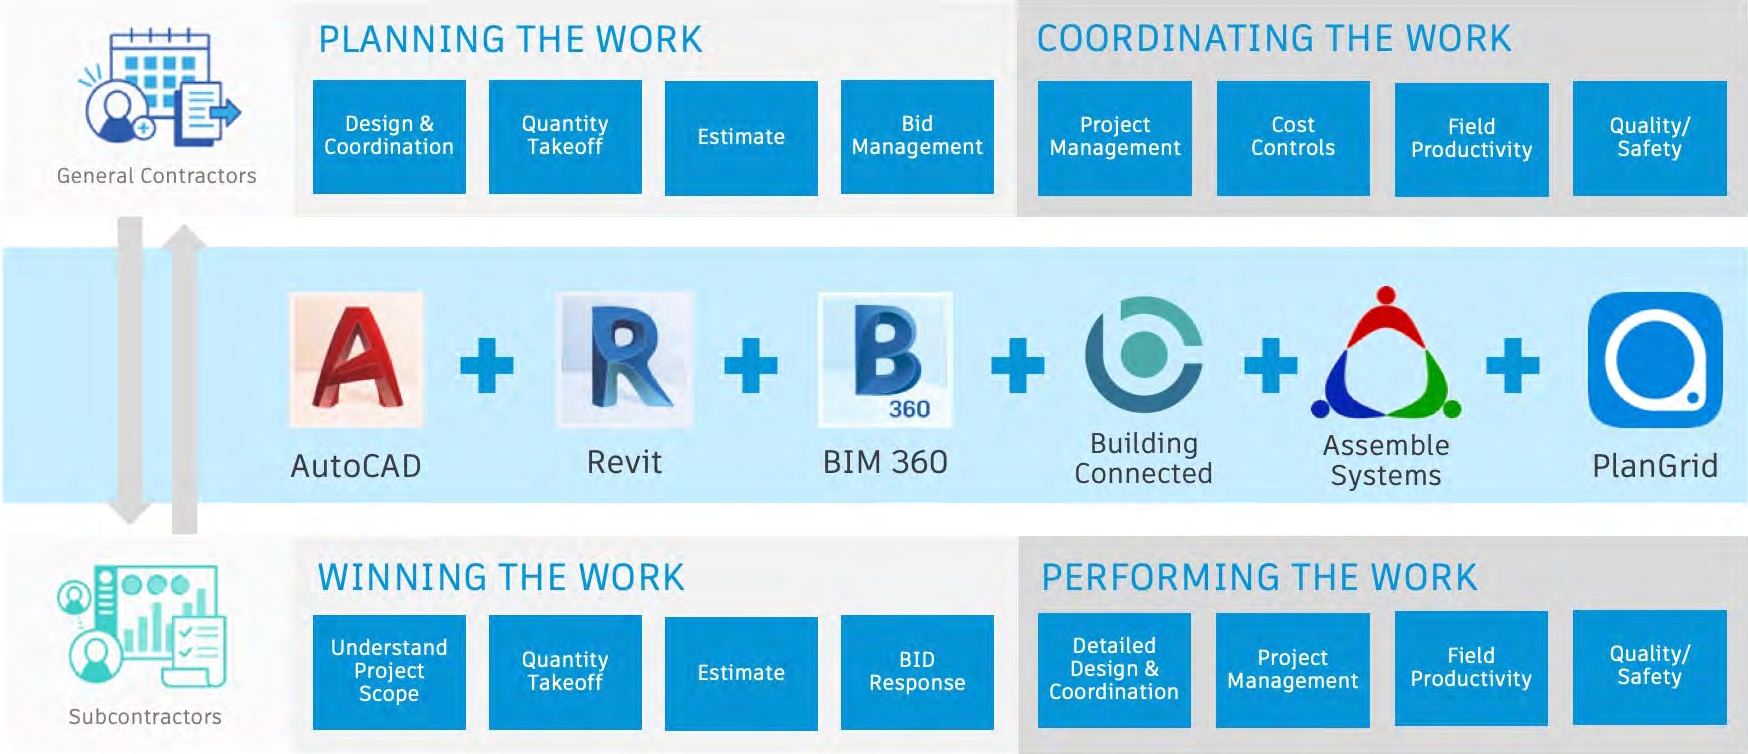 PLANNING THE WORK
COORDINATING THE WORK
Design &
Coordination
Quantity
Takeoff
Estimate
Bid
Management
Project
Management
Cost
Controls
Field
Productivity
Quality/
Safety
General Contractors
360
AutoCAD
Revit
BIM 360
Building
Connected
Assemble
Systems
PlanGrid
WINNING THE WORK
PERFORMING THE WORK
Understand
Project
Scope
Quantity
Takeoff
Estimate
BID
Response
Detailed
Design &
Coordination
Project
Management
Field
Productivity
Quality/
Safety
Subcontractors